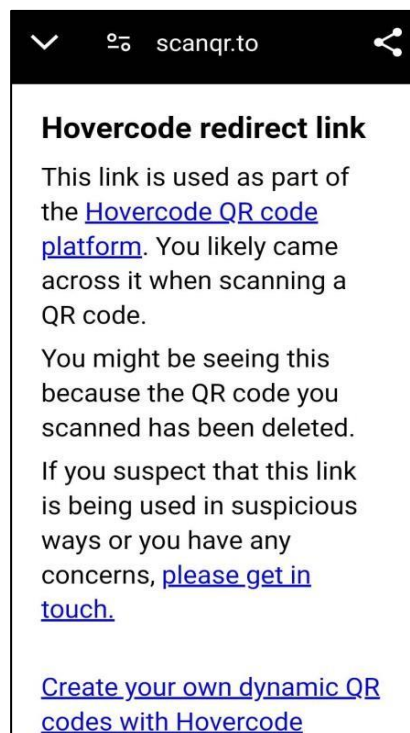 scanqr.to
Hovercode redirect link
This link is used as part of
the Hovercode QR code
platform. You likely came
across it when scanning a
QR code.
You might be seeing this
because the QR code you
scanned has been deleted.
If you suspect that this link
is being used in suspicious
ways or you have any
concerns, please get in
touch.
Create your own dynamic QR
codes with Hovercode